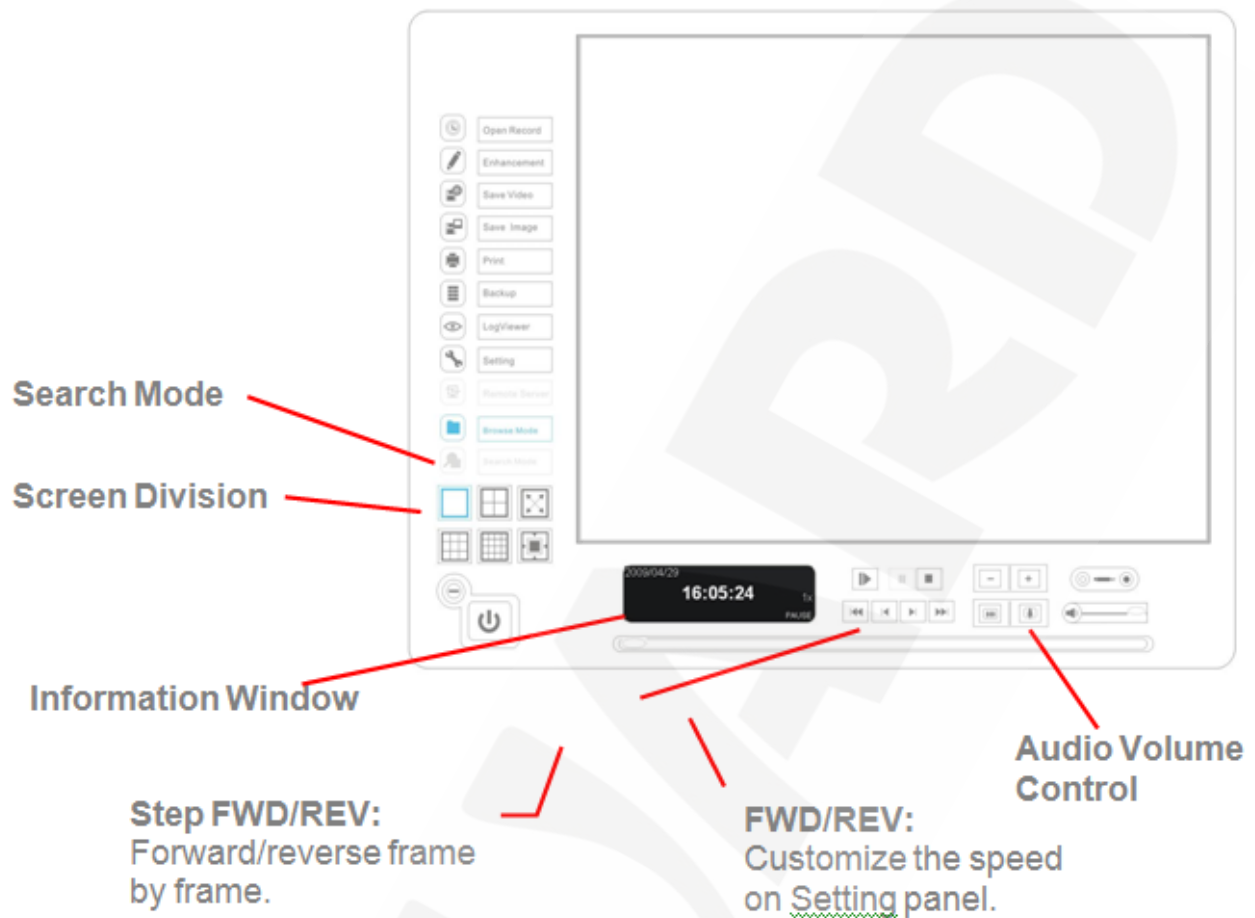 Open Record
Enhancement
Save Video
Save Image
Print
Backup
LogViewer
Setting
Remote Server
Browse Mode
Search Mode
Search Mode
Screen Division
2009/04/29
16:05:24
1x
PAUSE
Information Window
Audio Volume
Control
Step FWD/REV:
Forward/reverse frame
by frame.
FWD/REV:
Customize the speed
on Setting panel.